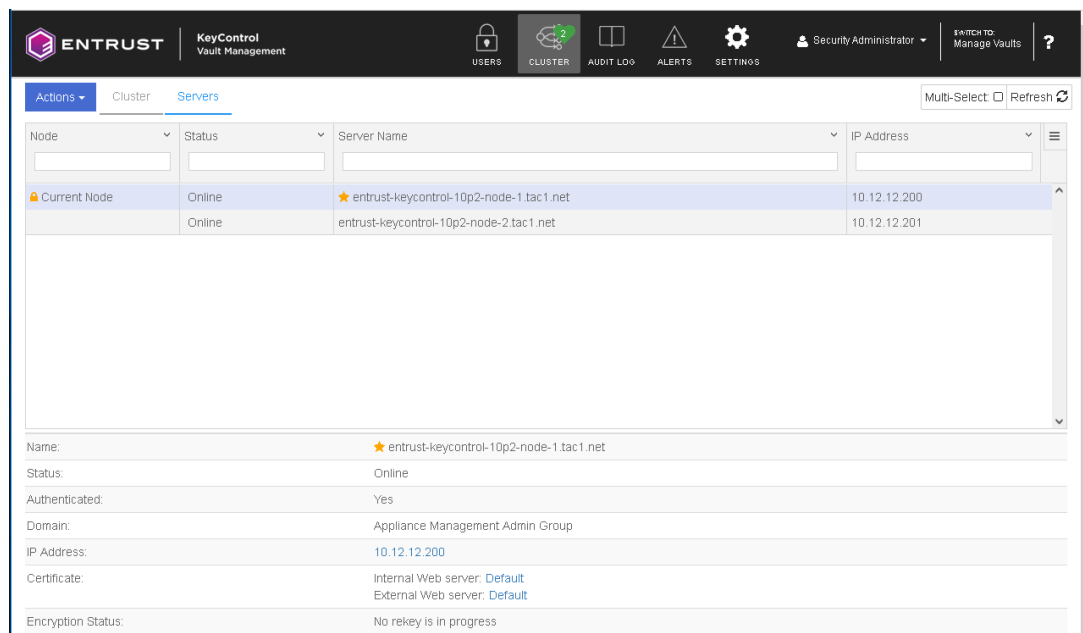 ENTRUST
KeyControl
Vault Management
USERS
2
CLUSTER
AUDIT LOG
ALERTS
SETTINGS
Security Administrator
SWITCH TO:
Manage Vaults
?
Actions
Cluster
Servers
Multi-Select:
Refresh
Node
Status
Server Name
IP Address
Current Node
Online
entrust-keycontrol-10p2-node-1.tac1.net
10.12.12.200
Online
entrust-keycontrol-10p2-node-2.tac1.net
10.12.12.201
Name:
entrust-keycontrol-10p2-node-1.tac1.net
Status:
Online
Authenticated:
Yes
Domain:
Appliance Management Admin Group
IP Address:
10.12.12.200
Certificate:
Internal Web server: Default
External Web server: Default
Encryption Status:
No rekey is in progress